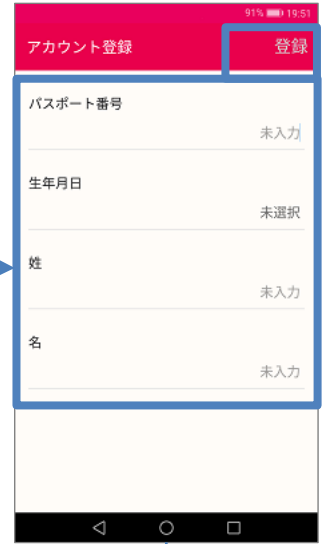 91% 19:51
アカウント登録 登録
パスポート番号
未入力
生年月日
未選択
姓
未入力
名
未入力